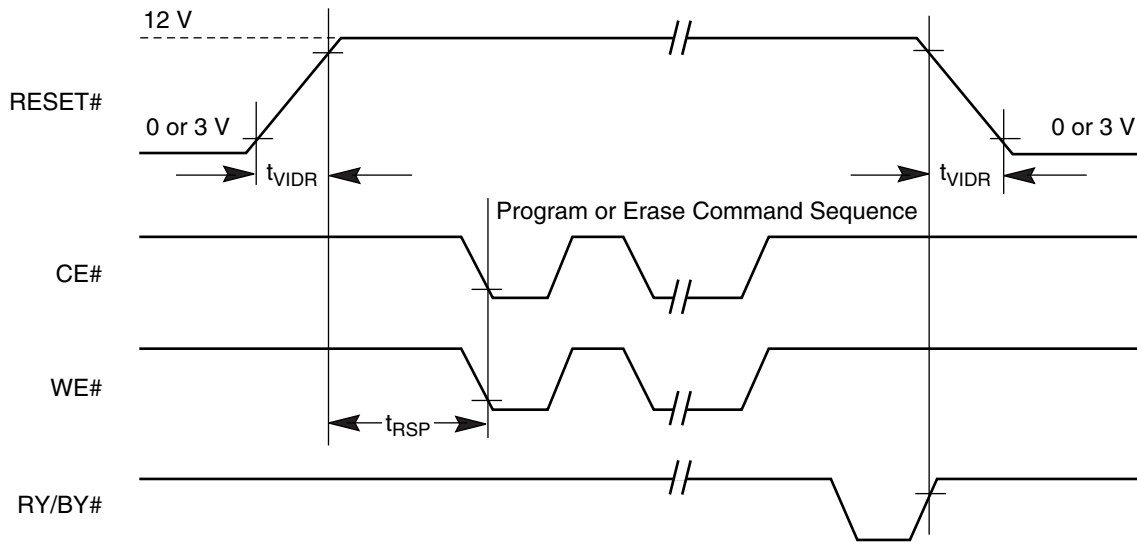 12 V
RESET#
0 or 3 V
0 or 3 V
tVIDR
tVIDR
Program or Erase Command Sequence
CE#
WE#
tRSP
RY/BY#